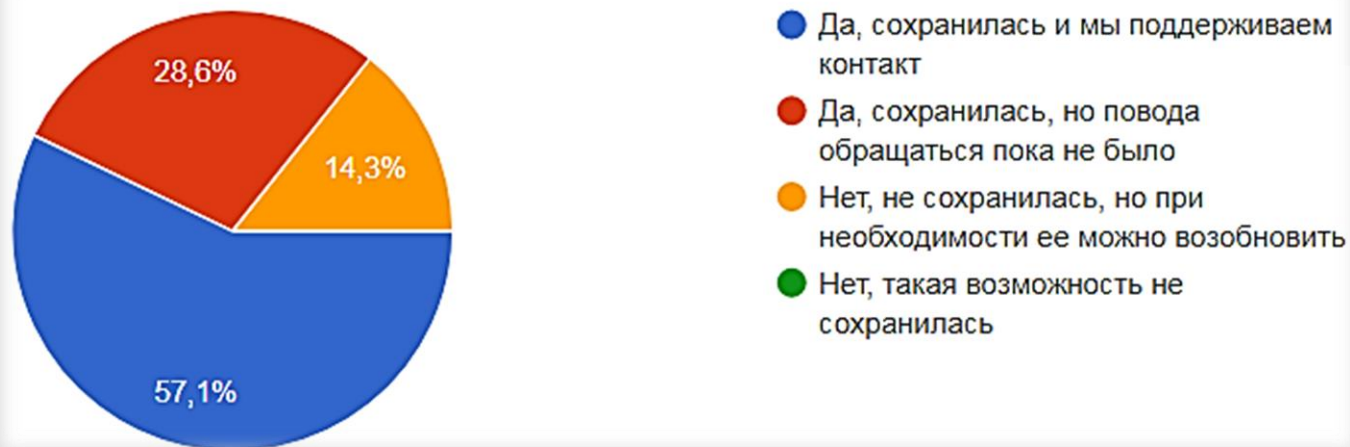 28,6%
14,3%
57,1%
Да, сохранилась и мы поддерживаем
контакт
Да, сохранилась, но повода
обращаться пока не было
Нет, не сохранилась, но при
необходимости ее можно возобновить
Нет, такая возможность не
сохранилась